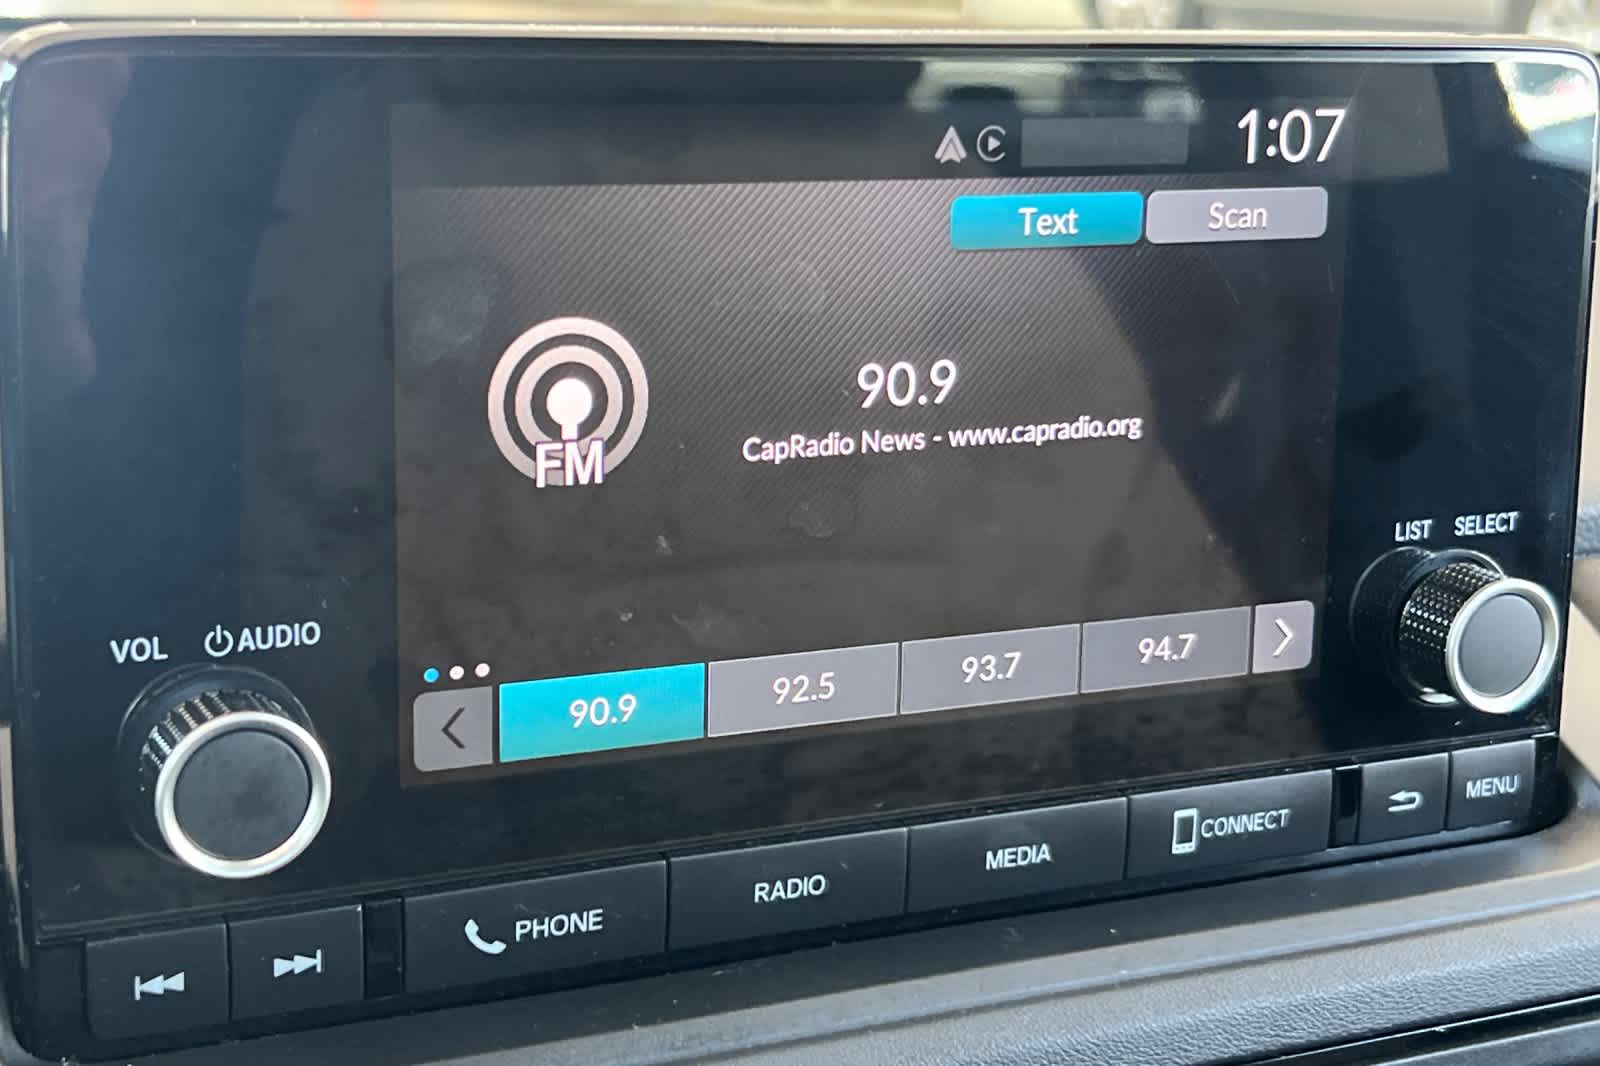 1:07
Text
Scan
FM
90.9
CapRadio News - www.capradio.org
LIST
SELECT
VOL
AUDIO
90.9
92.5
93.7
94.7
PHONE
RADIO
MEDIA
CONNECT
MENU